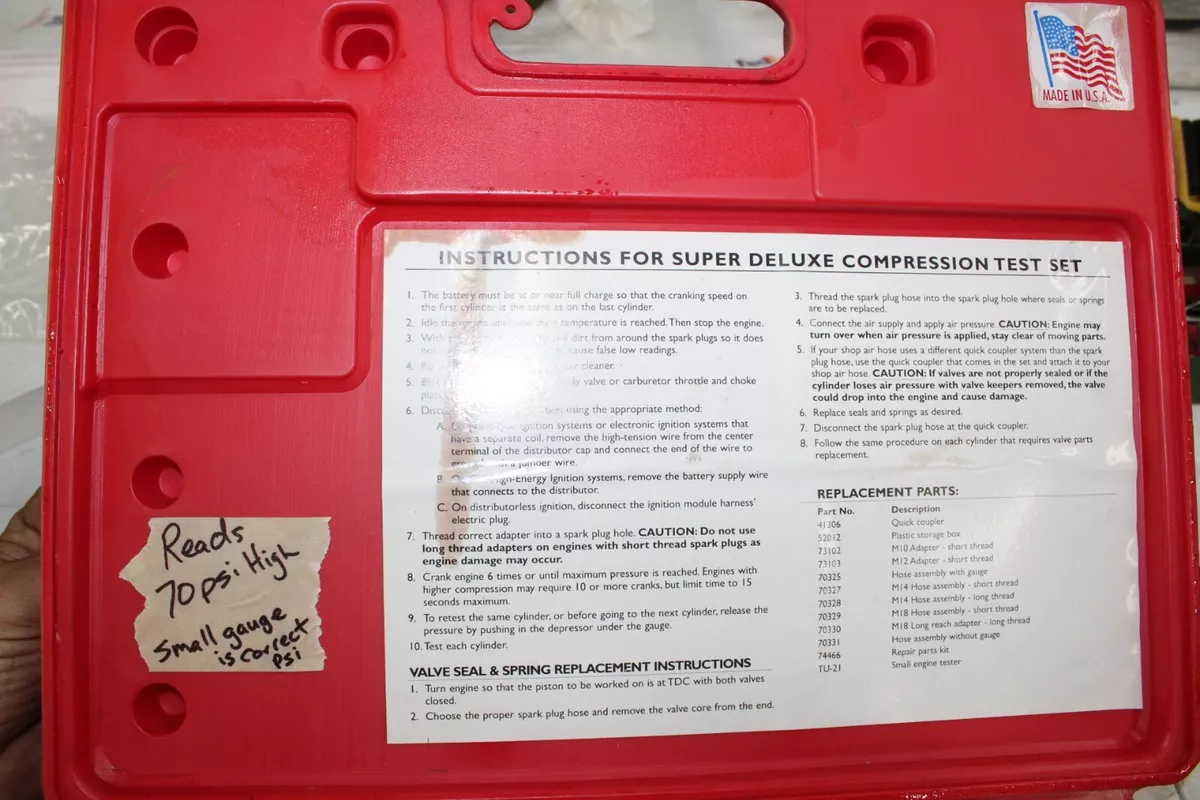 MADE IN U.S.A.
INSTRUCTIONS FOR SUPER DELUXE COMPRESSION TEST SET
1. The battery must be at or near full charge so that the cranking speed on
the first cylinder is the same as on the last cylinder.
2. Idle the temperature is reached. Then stop the engine.
3. With dirt from around the spark plugs so it does
cause false low readings.
4. cleaner.
5. valve or carburetor throttle and choke
6. using the appropriate method:
A. ignition systems or electronic ignition systems that
have a separate coil, remove the high-tension wire from the center
terminal of the distributor cap and connect the end of the wire to
a jumper wire.
B. High-Energy Ignition systems, remove the battery supply wire
that connects to the distributor.
C. On distributorless ignition, disconnect the ignition module harness'
electric plug.
7. Thread correct adapter into a spark plug hole. CAUTION: Do not use
long thread adapters on engines with short thread spark plugs as
engine damage may occur.
8. Crank engine 6 times or until maximum pressure is reached. Engines with
higher compression may require 10 or more cranks, but limit time to 15
seconds maximum.
9. To retest the same cylinder, or before going to the next cylinder, release the
pressure by pushing in the depressor under the gauge.
10. Test each cylinder.
VALVE SEAL & SPRING REPLACEMENT INSTRUCTIONS
1. Turn engine so that the piston to be worked on is at TDC with both valves
closed.
2. Choose the proper spark plug hose and remove the valve core from the end.
3. Thread the spark plug hose into the spark plug hole where seals or springs
are to be replaced.
4. Connect the air supply and apply air pressure. CAUTION: Engine may
turn over when air pressure is applied, stay clear of moving parts.
5. If your shop air hose uses a different quick coupler system than the spark
plug hose, use the quick coupler that comes in the set and attach it to your
shop air hose. CAUTION: If valves are not properly sealed or if the
cylinder loses air pressure with valve keepers removed, the valve
could drop into the engine and cause damage.
6. Replace seals and springs as desired.
7. Disconnect the spark plug hose at the quick coupler.
8. Follow the same procedure on each cylinder that requires valve parts
replacement.
REPLACEMENT PARTS:
Part No. Description
41306 Quick coupler
52012 Plastic storage box
73102 M10 Adapter - short thread
73103 M12 Adapter - short thread
70325 Hose assembly with gauge
70327 M14 Hose assembly - short thread
70328 M14 Hose assembly - long thread
70329 M18 Hose assembly - short thread
70330 M18 Long reach adapter - long thread
70331 Hose assembly without gauge
74466 Repair parts kit
TU-21 Small engine tester
Reads
70 psi High
small gauge
is correct
psi